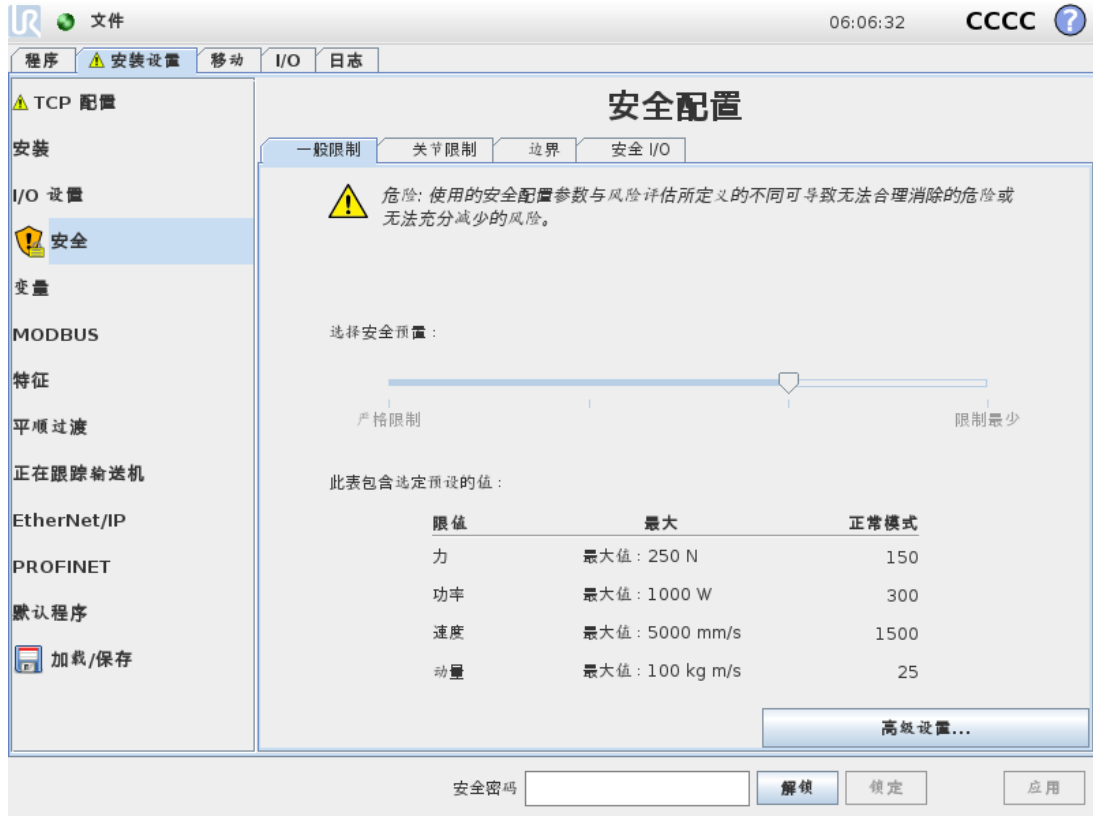 UR 文件 06:06:32 CCCC ?
程序 安装设置 移动 I/O 日志
TCP 配置
安装
I/O 设置
安全
变量
MODBUS
特征
平顺过渡
正在跟踪输送机
EtherNet/IP
PROFINET
默认程序
加载/保存
安全配置
一般限制 关节限制 边界 安全 I/O
危险: 使用的安全配置参数与风险评估所定义的不同可导致无法合理消除的危险或
无法充分减少的风险。
选择安全预置:
严格限制 限制最少
此表包含选定预设的值:
限值 最大 正常模式
力 最大值:250 N 150
功率 最大值:1000 W 300
速度 最大值:5000 mm/s 1500
动量 最大值:100 kg m/s 25
高级设置...
安全密码 解锁 锁定 应用